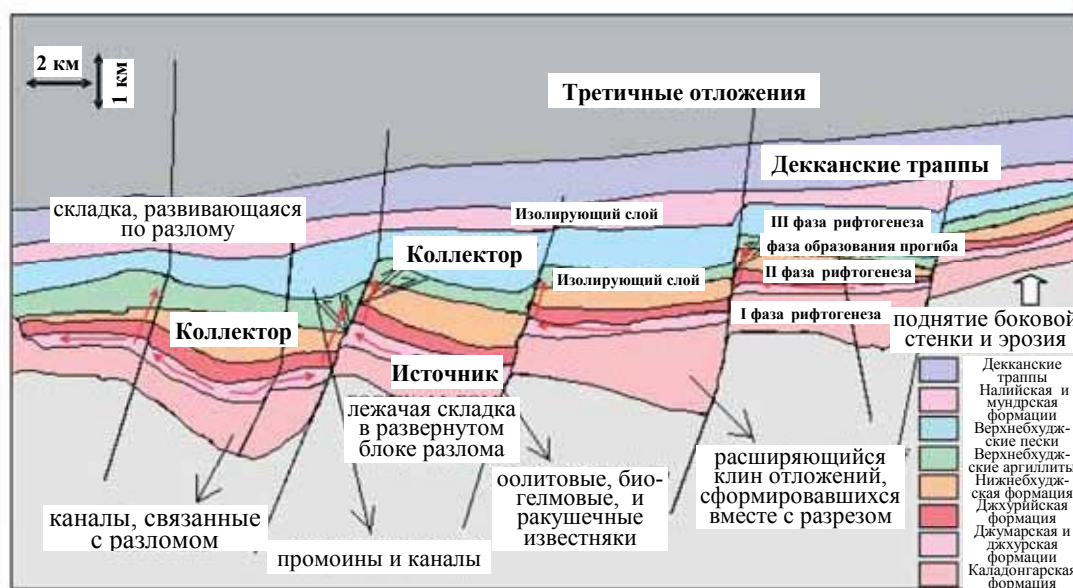 2 км
1 км
Третичные отложения
Декканские траппы
складка, развивающаяся
по разлому
Изолирующий слой
III фаза рифтогенеза
Коллектор
фаза образования прогиба
Изолирующий слой
II фаза рифтогенеза
I фаза рифтогенеза
Коллектор
поднятие боковой
стенки и эрозия
Источник
лежачая складка
в развернутом
блоке разлома
расширяющийся
клин отложений,
сформировавшихся
вместе с разрезом
оолитовые, био-
гелмовые, и
ракушечные
известняки
каналы, связанные
с разломом
промоины и каналы
Декканские
траппы
Налийская и
мундрская
формации
Верхнебхудж-
ские пески
Верхнебхудж-
ские аргиллиты
Нижнебхудж-
ская формация
Джхурийская
формация
Джумарская и
джхурская
формации
Каладонгарская
формация